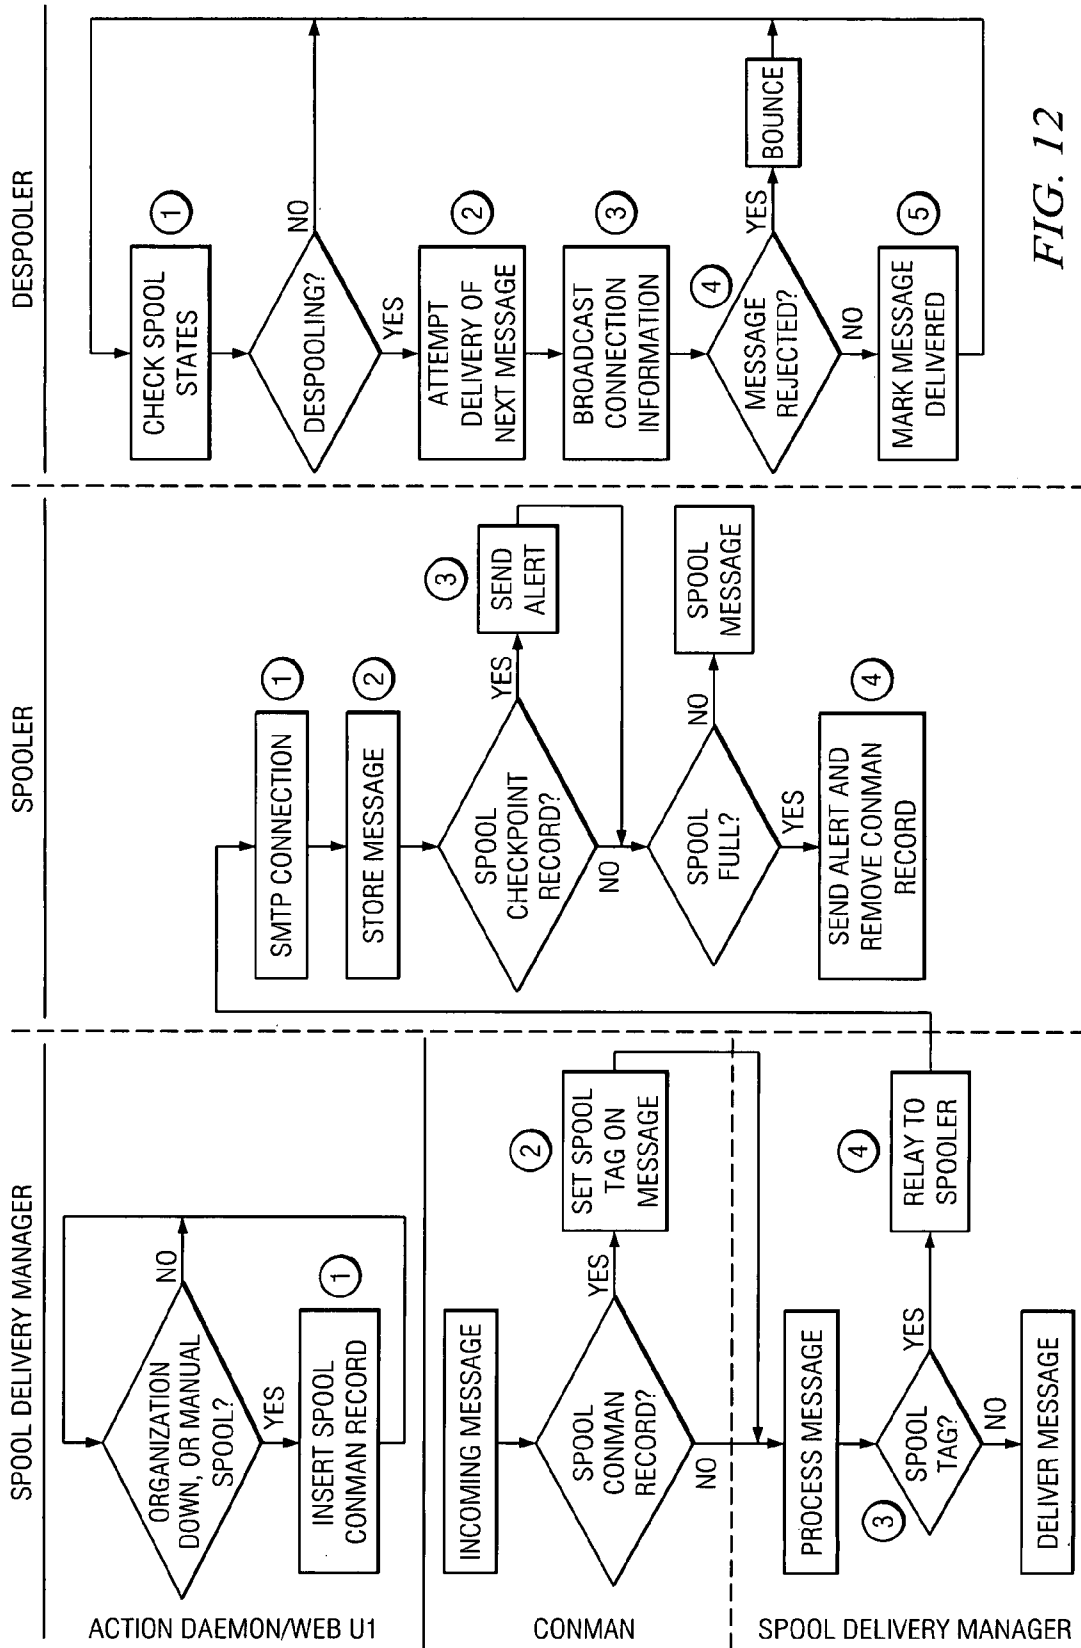 SPOOL DELIVERY MANAGER
SPOOLER
DESPOOLER
ACTION DAEMON/WEB U1
ORGANIZATION
DOWN, OR MANUAL
SPOOL?
NO
YES
1
INSERT SPOOL
CONMAN RECORD
CONMAN
INCOMING MESSAGE
SPOOL
CONMAN
RECORD?
YES
NO
2
SET SPOOL
TAG ON
MESSAGE
SPOOL DELIVERY MANAGER
PROCESS MESSAGE
3
SPOOL
TAG?
YES
NO
4
RELAY TO
SPOOLER
DELIVER MESSAGE
SMTP CONNECTION
1
STORE MESSAGE
2
SPOOL
CHECKPOINT
RECORD?
YES
NO
3
SEND
ALERT
SPOOL
FULL?
NO
YES
SPOOL
MESSAGE
SEND ALERT AND
REMOVE CONMAN
RECORD
4
CHECK SPOOL
STATES
1
DESPOOLING?
NO
YES
ATTEMPT
DELIVERY OF
NEXT MESSAGE
2
BROADCAST
CONNECTION
INFORMATION
3
4
MESSAGE
REJECTED?
YES
NO
BOUNCE
MARK MESSAGE
DELIVERED
5
FIG. 12